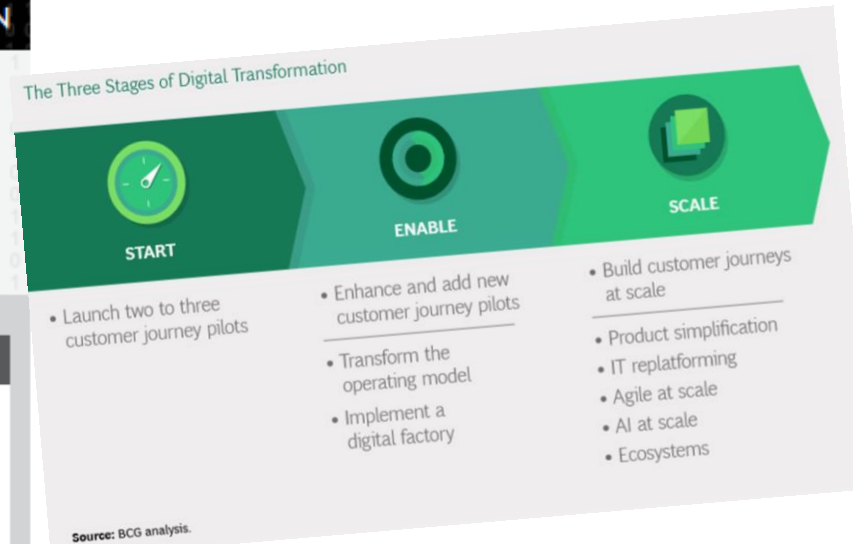 The Three Stages of Digital Transformation
START
• Launch two to three
customer journey pilots
ENABLE
• Enhance and add new
customer journey pilots
• Transform the
operating model
• Implement a
digital factory
SCALE
• Build customer journeys
at scale
• Product simplification
• IT replatforming
• Agile at scale
• AI at scale
• Ecosystems
Source: BCG analysis.